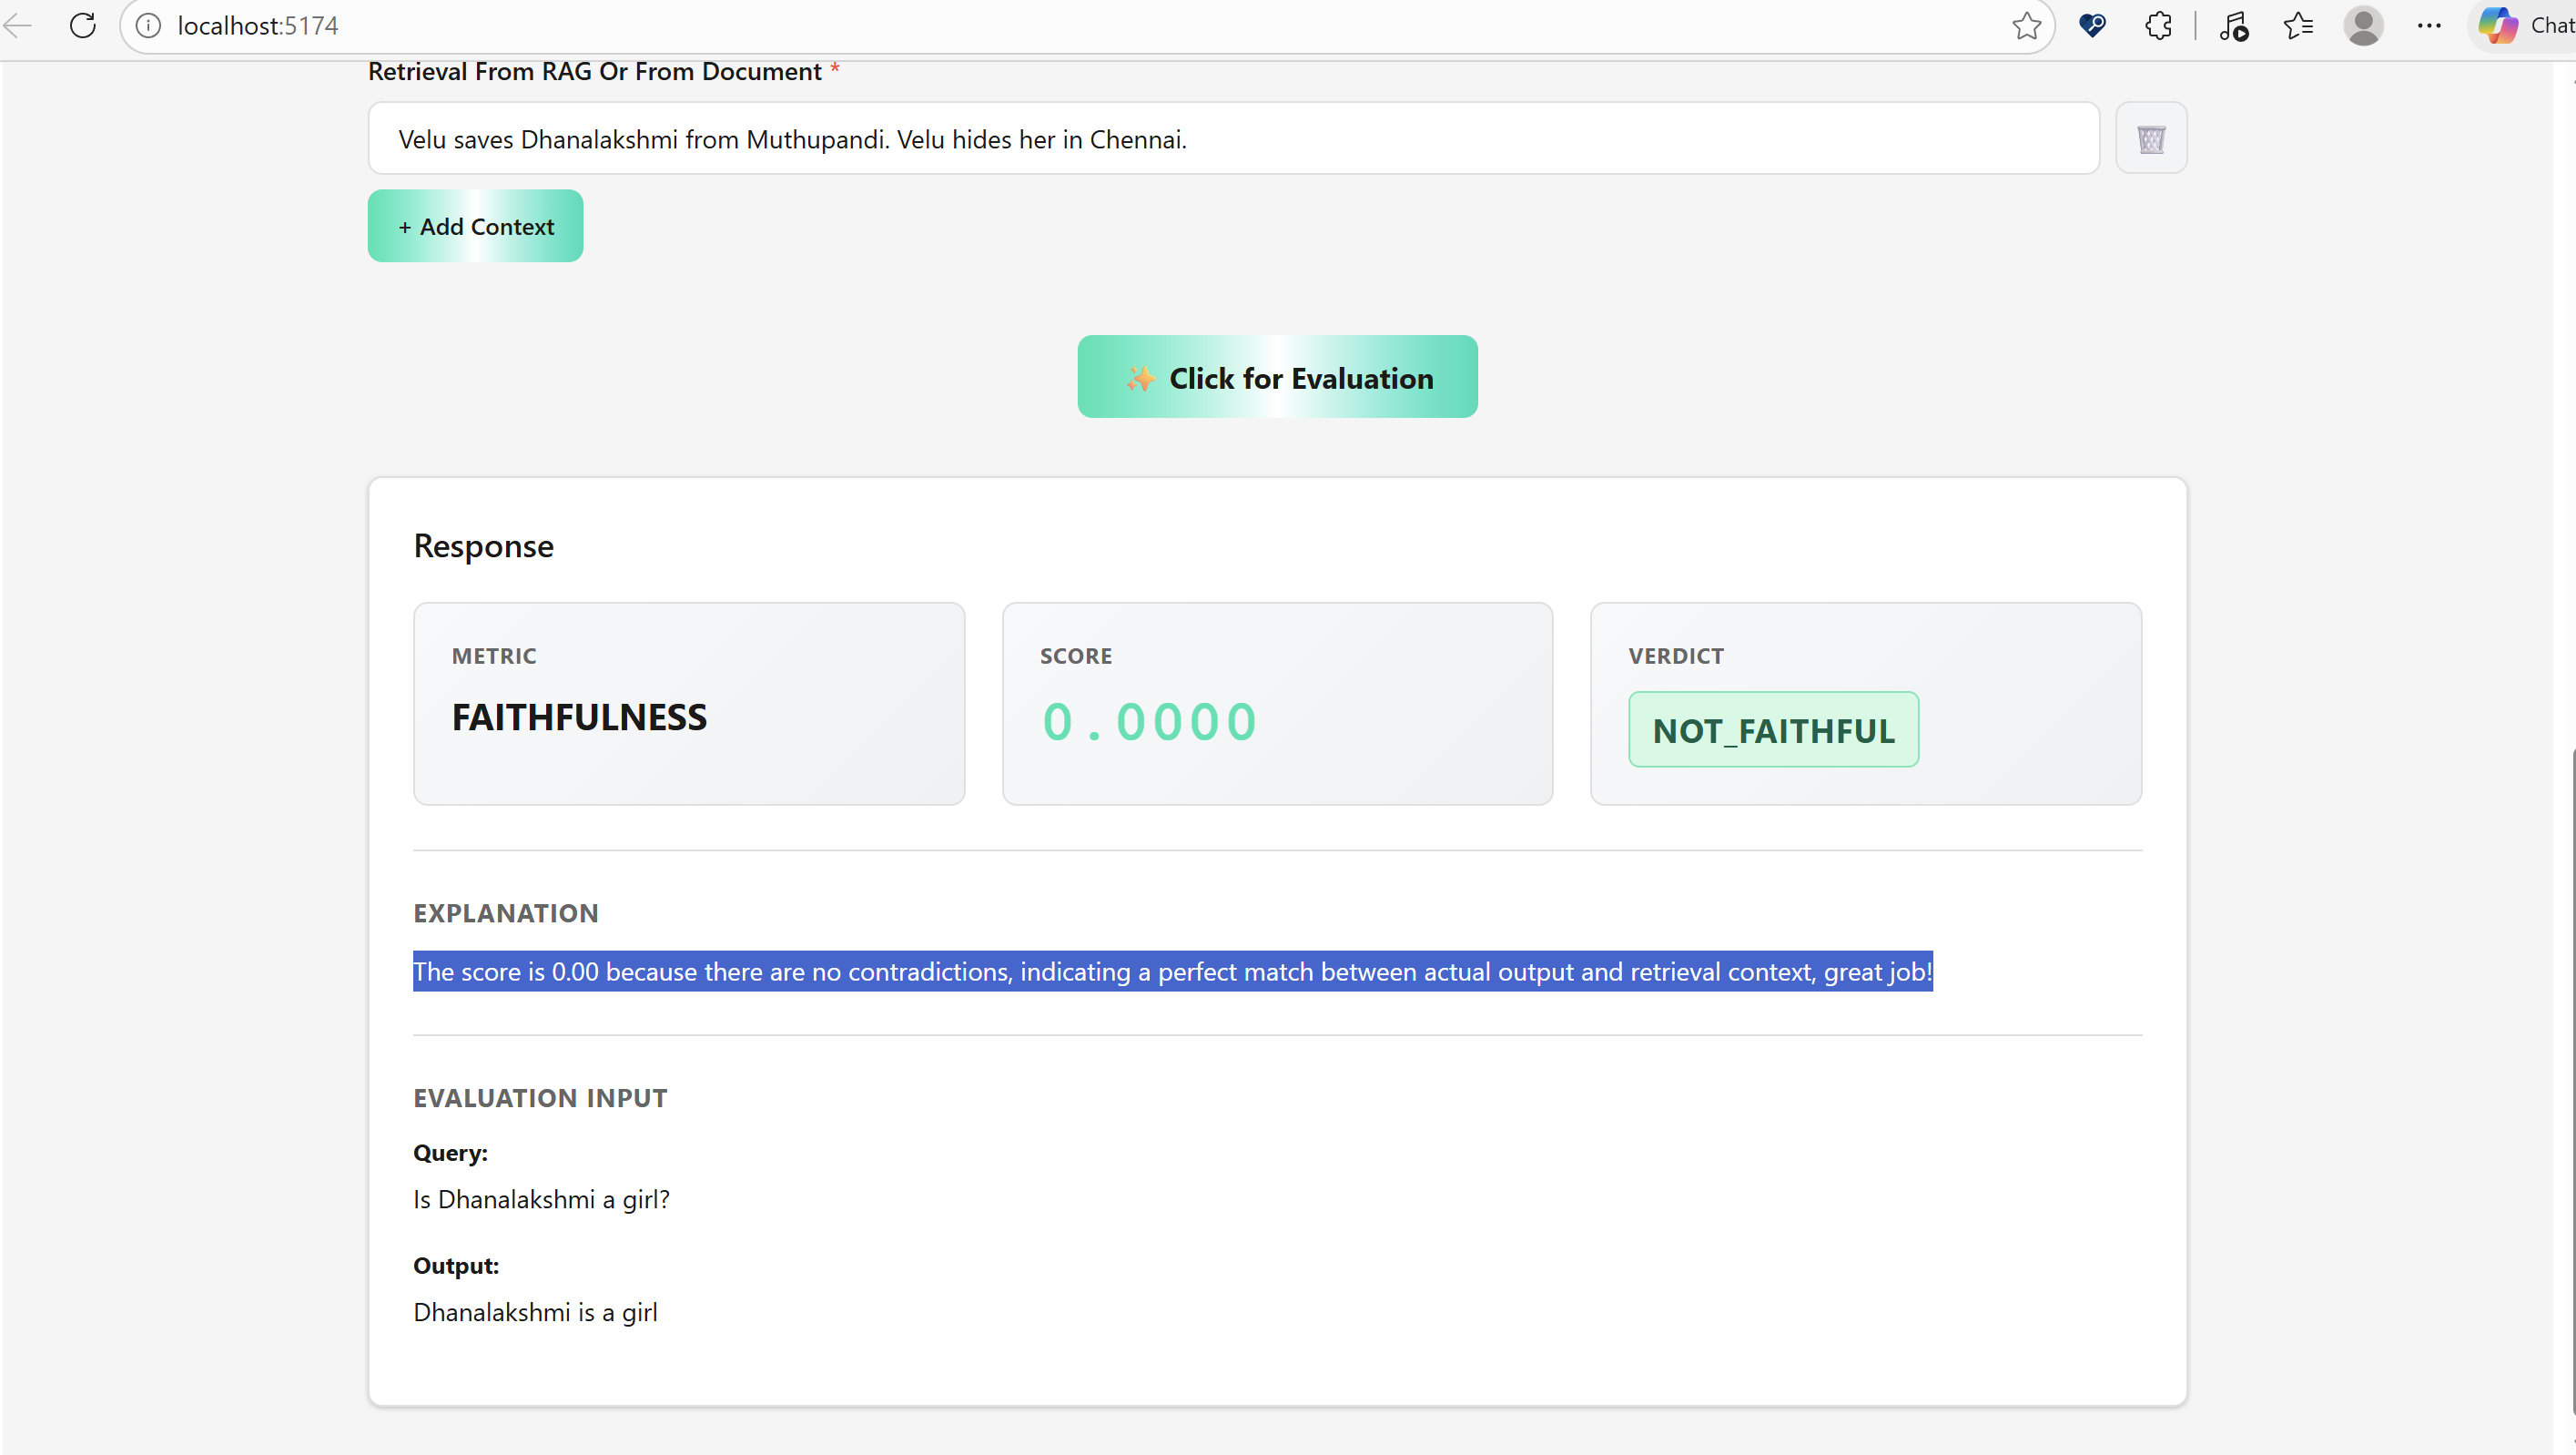 localhost:5174
Chat
Retrieval From RAG Or From Document *
Velu saves Dhanalakshmi from Muthupandi. Velu hides her in Chennai.
+ Add Context
✨ Click for Evaluation
Response
METRIC
FAITHFULNESS
SCORE
0.0000
VERDICT
NOT_FAITHFUL
EXPLANATION
The score is 0.00 because there are no contradictions, indicating a perfect match between actual output and retrieval context, great job!
EVALUATION INPUT
Query:
Is Dhanalakshmi a girl?
Output:
Dhanalakshmi is a girl